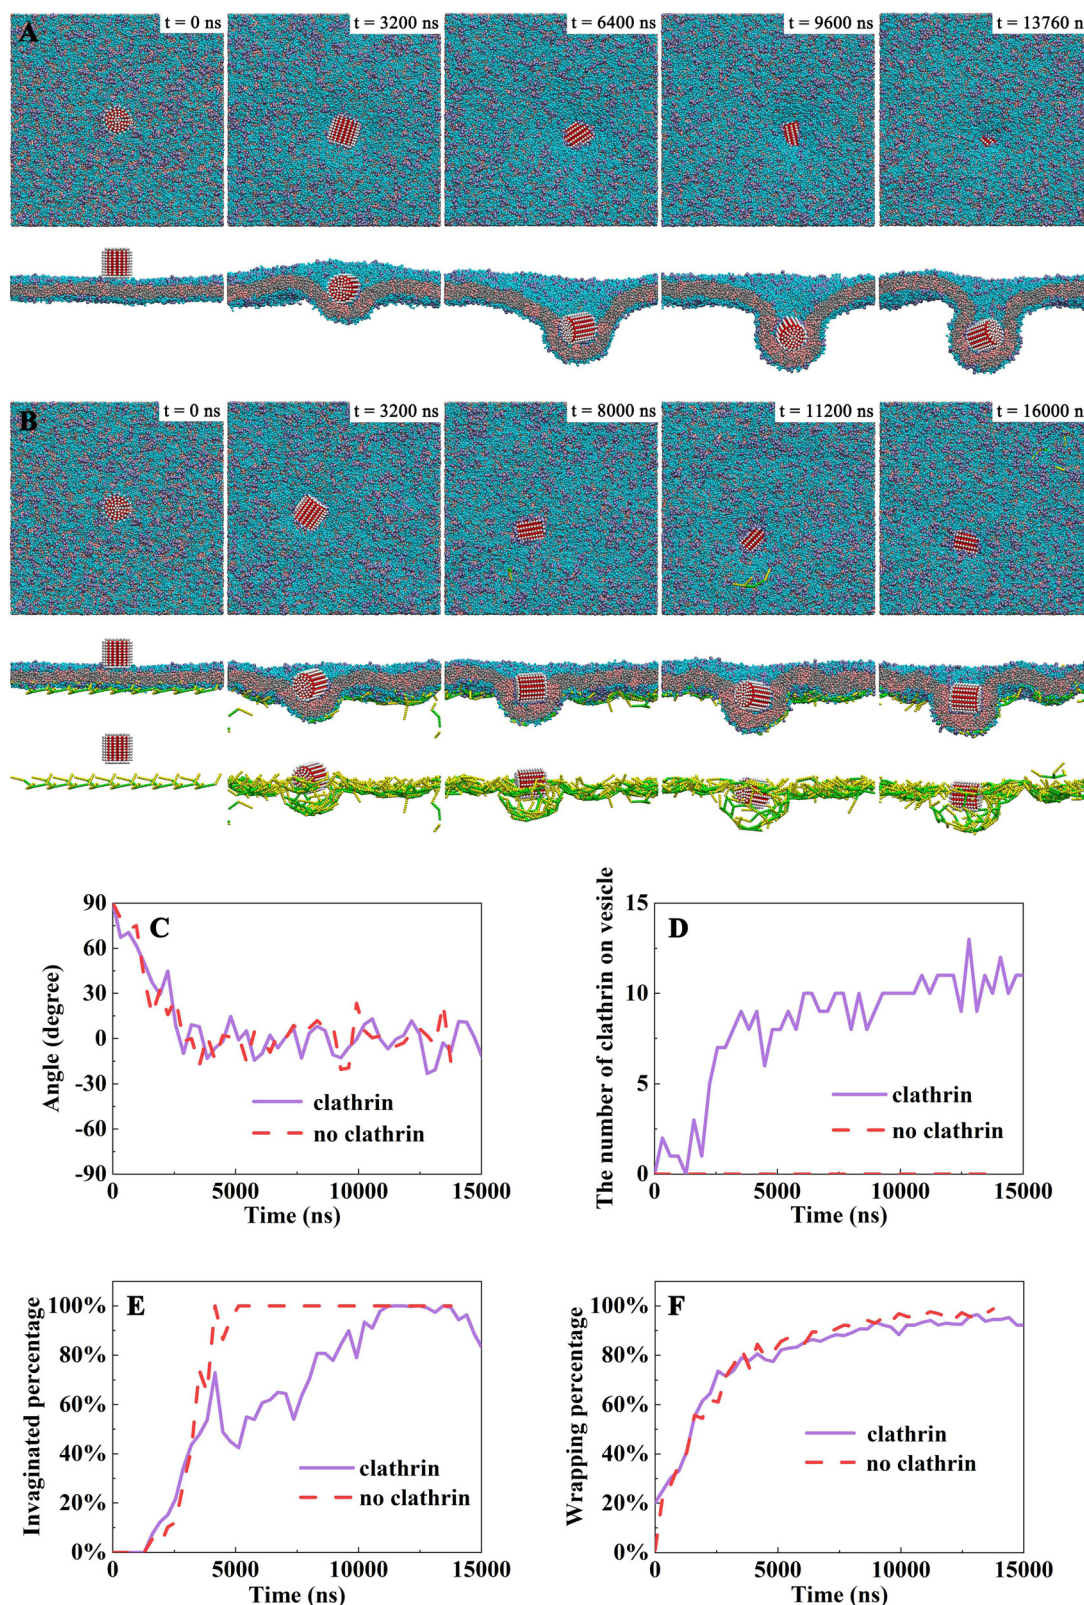 A
t = 0 ns
t = 3200 ns
t = 6400 ns
t = 9600 ns
t = 13760 ns
B
t = 0 ns
t = 3200 ns
t = 8000 ns
t = 11200 ns
t = 16000 ns
C
90
60
30
0
-30
-60
-90
Angle (degree)
clathrin
no clathrin
0
5000
10000
15000
Time (ns)
D
15
10
5
0
The number of clathrin on vesicle
clathrin
no clathrin
0
5000
10000
15000
Time (ns)
E
100%
80%
60%
40%
20%
0%
Invaginated percentage
clathrin
no clathrin
0
5000
10000
15000
Time (ns)
F
100%
80%
60%
40%
20%
0%
Wrapping percentage
clathrin
no clathrin
0
5000
10000
15000
Time (ns)